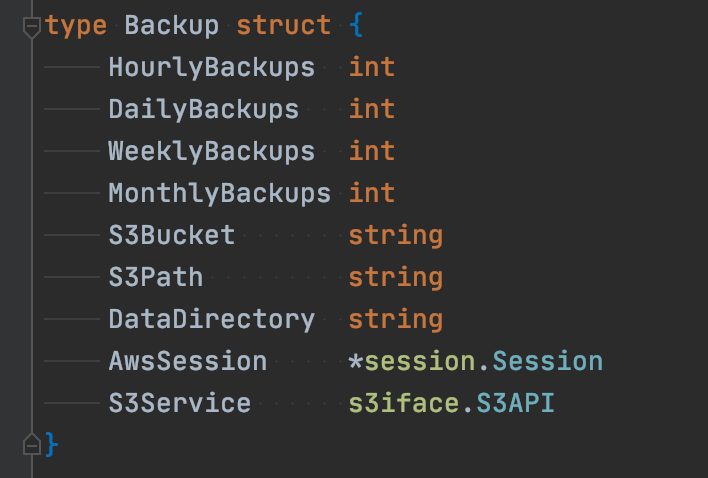 type Backup struct {
HourlyBackups int
DailyBackups int
WeeklyBackups int
MonthlyBackups int
S3Bucket string
S3Path string
DataDirectory string
AwsSession *session.Session
S3Service s3iface.S3API
}